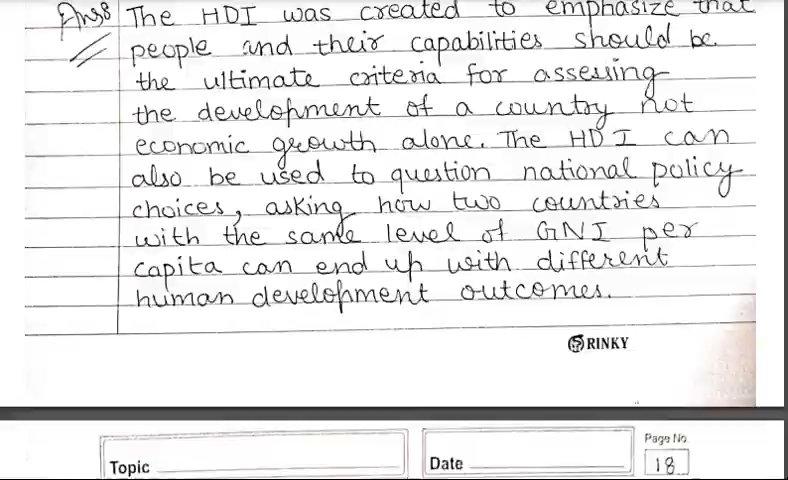 Ans8 The HDI was created to emphasize that
people and their capabilities should be
the ultimate criteria for assessing
the development of a country not
economic growth alone. The HDI can
also be used to question national policy
choices, asking how two countries
with the same level of GNI per
capita can end up with different
human development outcomes.
RINKY
Page No.
Topic Date 18